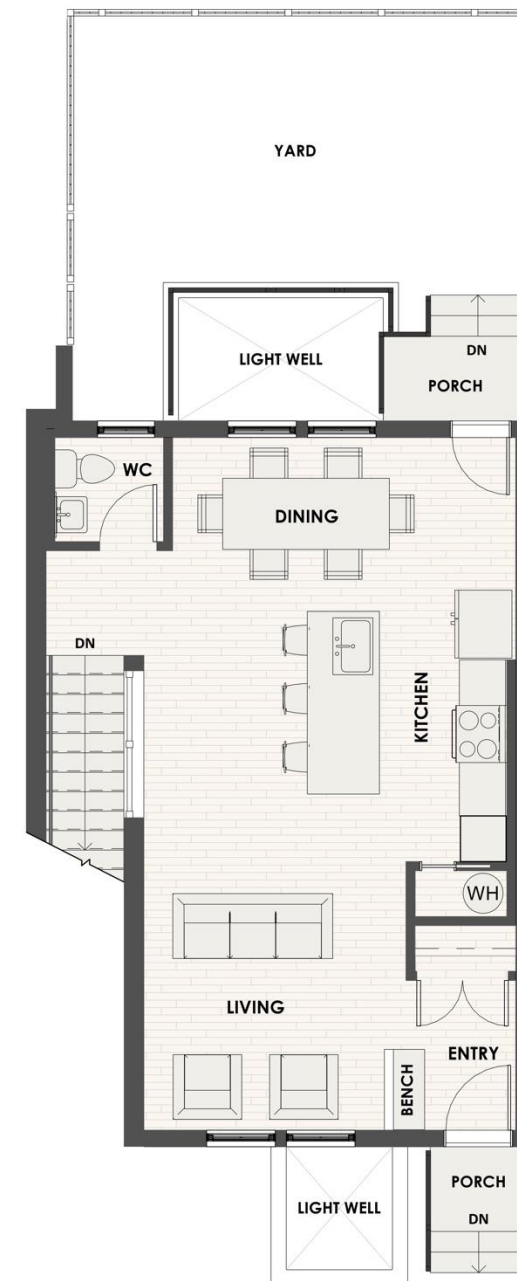 YARD
LIGHT WELL
DN
PORCH
WC
DINING
DN
KITCHEN
WH
LIVING
ENTRY
BENCH
LIGHT WELL
PORCH
DN